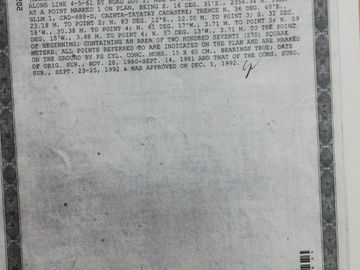 ALONG LINE 4-5-61 BY ROAD LOT 2,
AT A POINT MARKED 1 ON PLAN, BEING S. 16 DEG. 31'E., 2356.
BLLM 1, CAD-688-D, CAINTA-TAYTAY CADASTRE; THENCE N. 36 DEG. 40'E.,
23.18 M. TO POINT 2; S. 83 DEG. 22'E., 12.00 M. TO POINT 3; S. 32 DEG.
18'W., 30.38 M. TO POINT 4; N. 61 DEG. 17'W., 3.71 M. TO POINT 5; N. 59
DEG. 15'W., 3.68 M. TO POINT 6; N. 57 DEG. 13'W., 3.71 M. TO THE POINT
OF BEGINNING; CONTAINING AN AREA OF TWO HUNDRED SEVENTY (270) SQUARE
METERS. ALL POINTS REFERRED TO ARE INDICATED ON THE PLAN AND ARE MARKED
ON THE GROUND BY PS CYL. CONC. MONS. 15 X 60 CM. BEARINGS TRUE; DATE
OF ORIG. SUR., NOV. 28, 1980-SEPT. 14, 1981 AND THAT OF THE CONS. SUBD.
SUR., SEPT. 23-25, 1992 & WAS APPROVED ON DEC. 1, 1992.